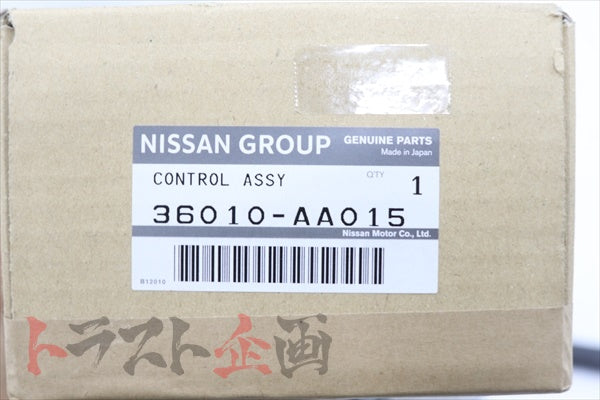 NISSAN GROUP
GENUINE PARTS
Made in Japan
CONTROL ASSY
QTY
1
36010-AA015
Nissan Motor Co., Ltd.
B12010
トラスト企画